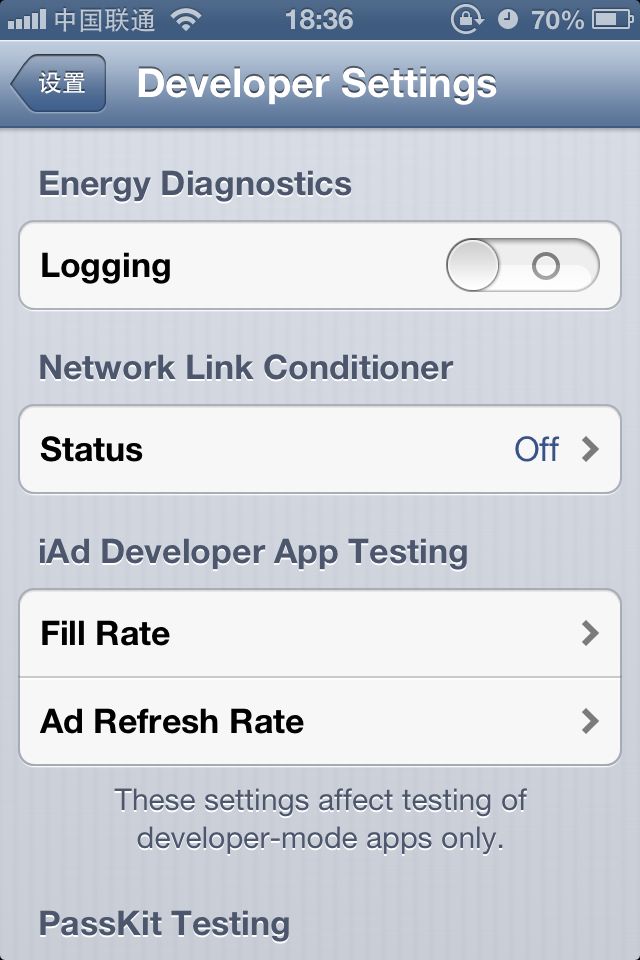 中国联通 18:36 70%
设置 Developer Settings
Energy Diagnostics
Logging
Network Link Conditioner
Status Off
iAd Developer App Testing
Fill Rate
Ad Refresh Rate
These settings affect testing of
developer-mode apps only.
PassKit Testing